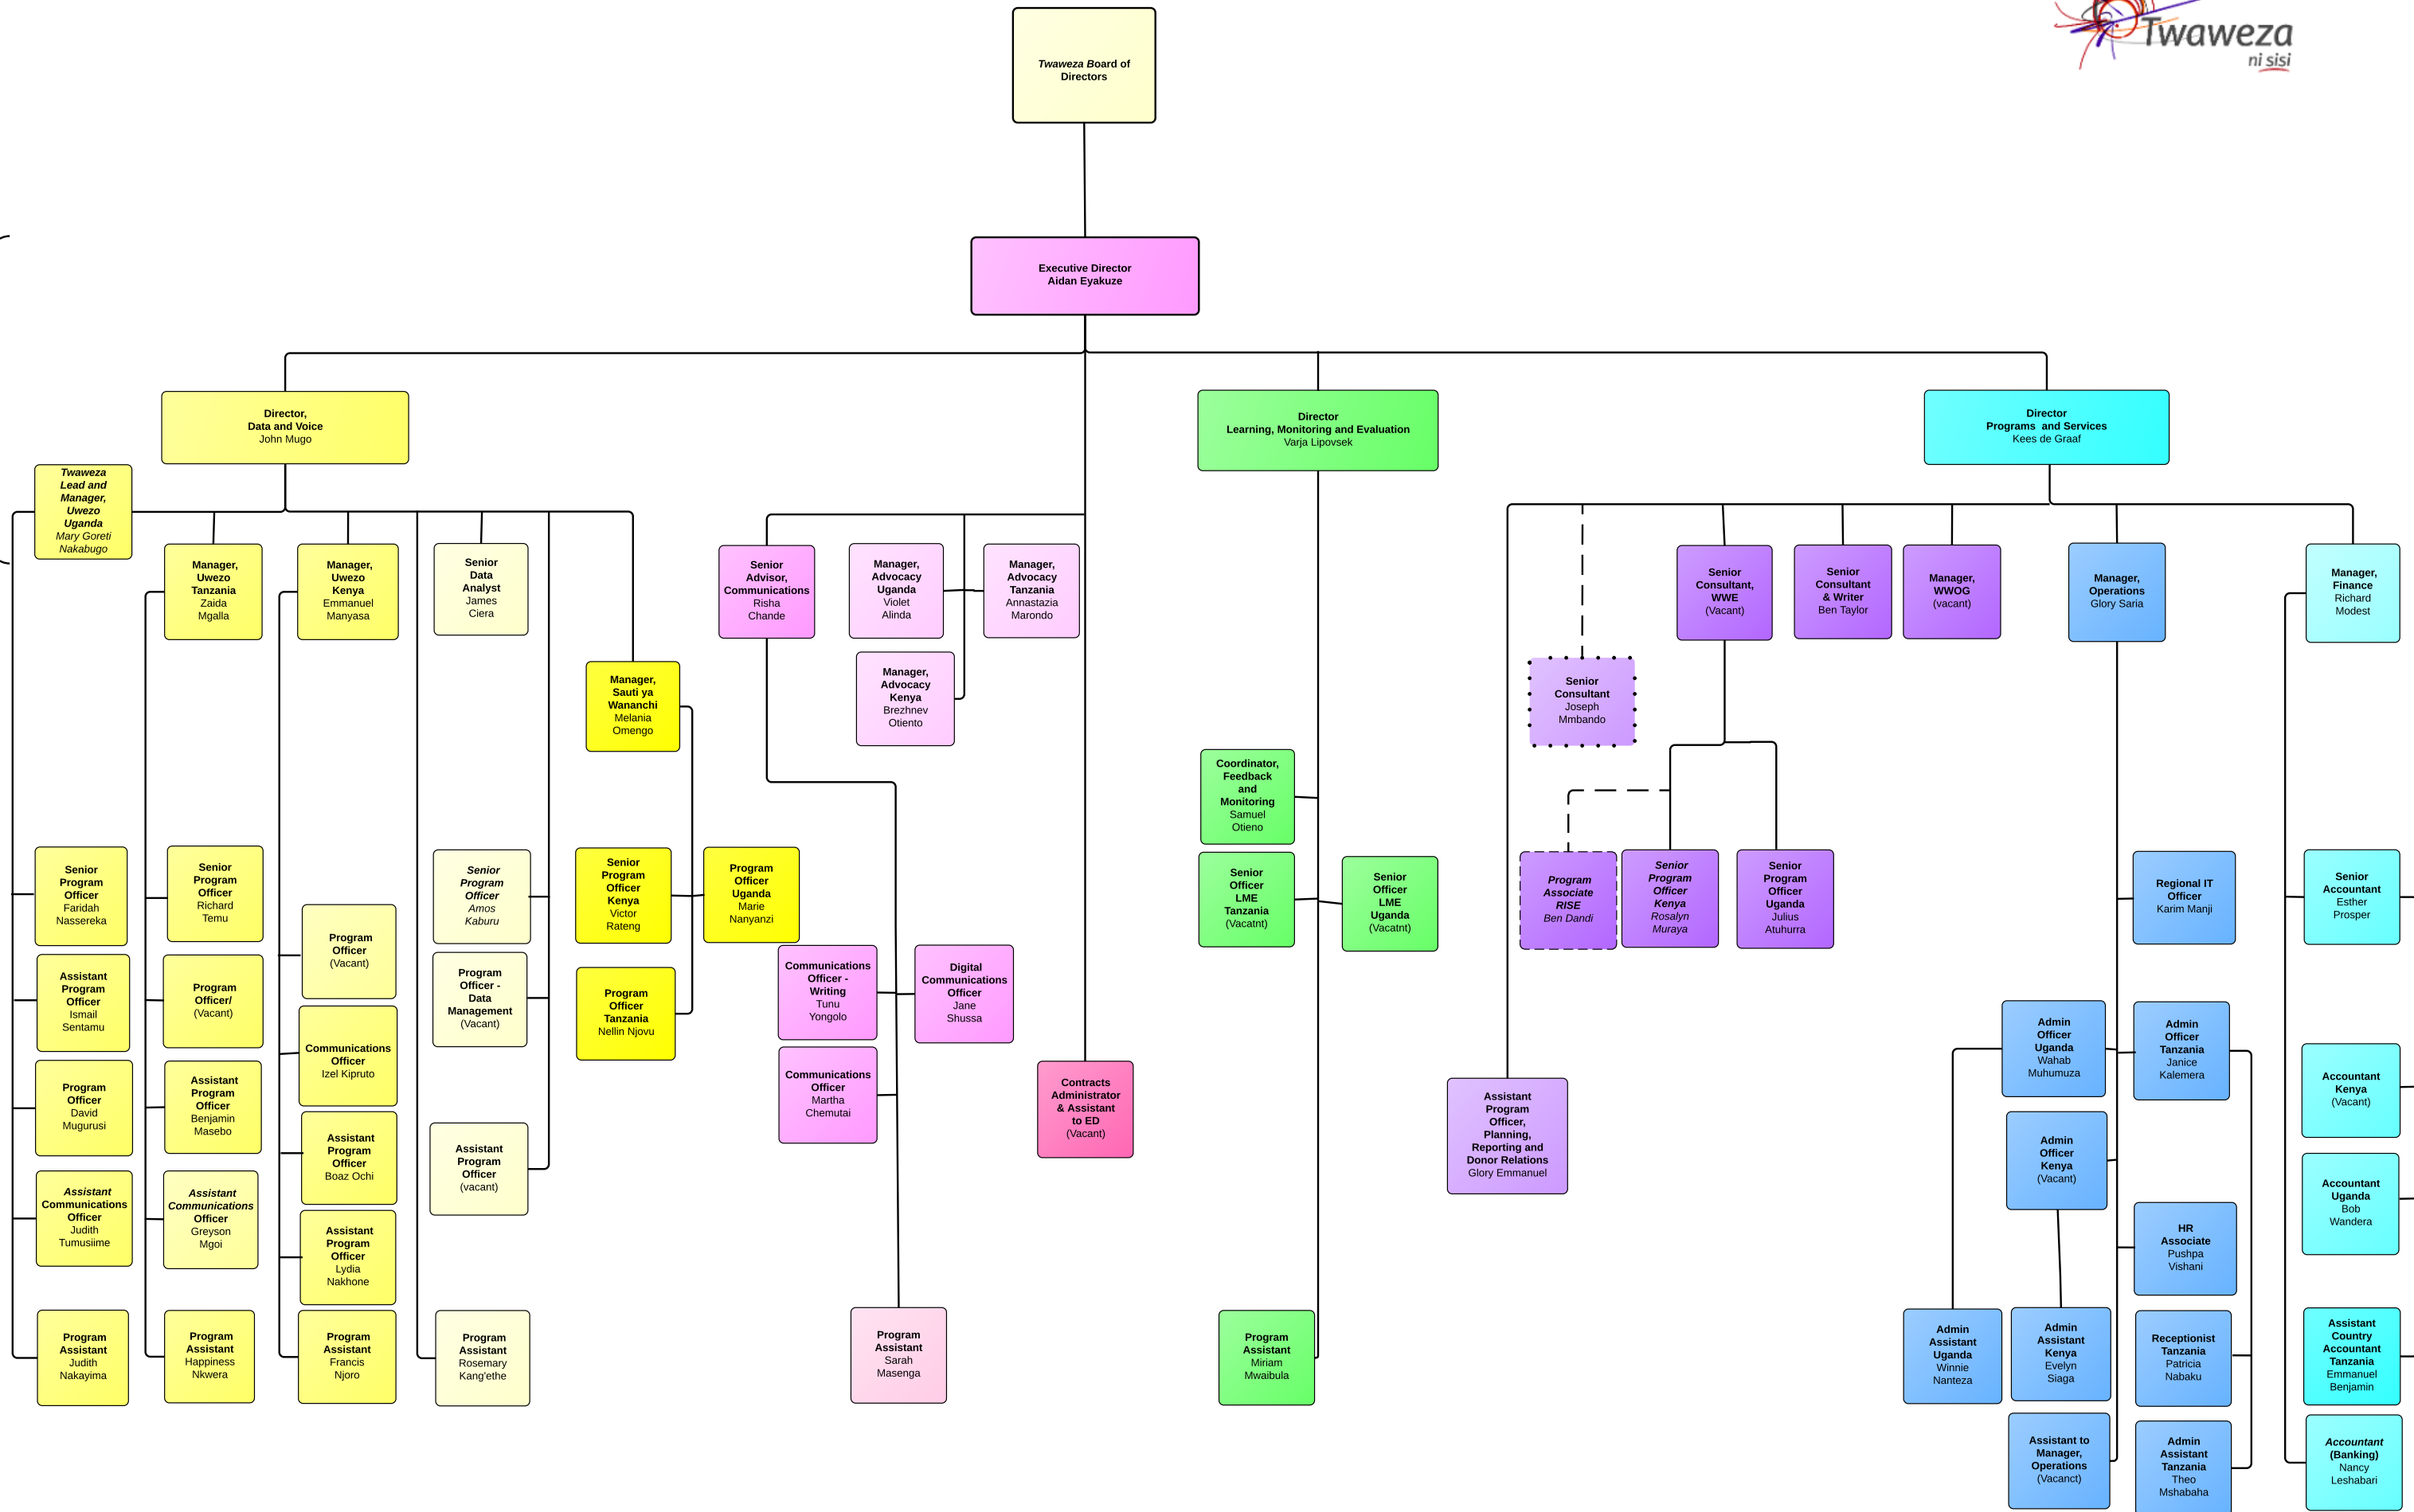 Twaweza
ni sisi
Twaweza Board of
Directors
Executive Director
Aidan Eyakuze
Director,
Data and Voice
John Mugo
Director
Learning, Monitoring and Evaluation
Varja Lipovsek
Director
Programs and Services
Kees de Graaf
Twaweza
Lead and
Manager,
Uwezo
Uganda
Mary Goreti
Nakabugo
Manager,
Uwezo
Tanzania
Zaida
Mgalla
Manager,
Uwezo
Kenya
Emmanuel
Manyasa
Senior
Data
Analyst
James
Ciera
Manager,
Sauti ya
Wananchi
Melania
Omengo
Senior
Advisor,
Communications
Risha
Chande
Manager,
Advocacy
Uganda
Violet
Alinda
Manager,
Advocacy
Tanzania
Annastazia
Marondo
Manager,
Advocacy
Kenya
Brezhnev
Otiento
Senior
Consultant
Joseph
Mmbando
Senior
Consultant,
WWE
(Vacant)
Senior
Consultant
& Writer
Ben Taylor
Manager,
WWOG
(vacant)
Manager,
Operations
Glory Saria
Manager,
Finance
Richard
Modest
Coordinator,
Feedback
and
Monitoring
Samuel
Otieno
Senior
Program
Officer
Faridah
Nassereka
Senior
Program
Officer
Richard
Temu
Program
Officer
(Vacant)
Senior
Program
Officer
Amos
Kaburu
Senior
Program
Officer
Kenya
Victor
Rateng
Program
Officer
Uganda
Marie
Nanyanzi
Senior
Officer
LME
Tanzania
(Vacatnt)
Senior
Officer
LME
Uganda
(Vacatnt)
Program
Associate
RISE
Ben Dandi
Senior
Program
Officer
Kenya
Rosalyn
Muraya
Senior
Program
Officer
Uganda
Julius
Atuhurra
Regional IT
Officer
Karim Manji
Senior
Accountant
Esther
Prosper
Assistant
Program
Officer
Ismail
Sentamu
Program
Officer/
(Vacant)
Communications
Officer
Izel Kipruto
Program
Officer -
Data
Management
(Vacant)
Program
Officer
Tanzania
Nellin Njovu
Communications
Officer -
Writing
Tunu
Yongolo
Digital
Communications
Officer
Jane
Shussa
Admin
Officer
Uganda
Wahab
Muhumuza
Admin
Officer
Tanzania
Janice
Kalemera
Accountant
Kenya
(Vacant)
Program
Officer
David
Mugurusi
Assistant
Program
Officer
Benjamin
Masebo
Assistant
Program
Officer
Boaz Ochi
Assistant
Program
Officer
(vacant)
Communications
Officer
Martha
Chemutai
Contracts
Administrator
& Assistant
to ED
(Vacant)
Assistant
Program
Officer,
Planning,
Reporting and
Donor Relations
Glory Emmanuel
Admin
Officer
Kenya
(Vacant)
Accountant
Uganda
Bob
Wandera
Assistant
Communications
Officer
Judith
Tumusiime
Assistant
Communications
Officer
Greyson
Mgoi
Assistant
Program
Officer
Lydia
Nakhone
HR
Associate
Pushpa
Vishani
Program
Assistant
Judith
Nakayima
Program
Assistant
Happiness
Nkwera
Program
Assistant
Francis
Njoro
Program
Assistant
Rosemary
Kang'ethe
Program
Assistant
Sarah
Masenga
Program
Assistant
Miriam
Mwaibula
Admin
Assistant
Uganda
Winnie
Nanteza
Admin
Assistant
Kenya
Evelyn
Siaga
Receptionist
Tanzania
Patricia
Nabaku
Assistant
Country
Accountant
Tanzania
Emmanuel
Benjamin
Assistant to
Manager,
Operations
(Vacanct)
Admin
Assistant
Tanzania
Theo
Mshabaha
Accountant
(Banking)
Nancy
Leshabari